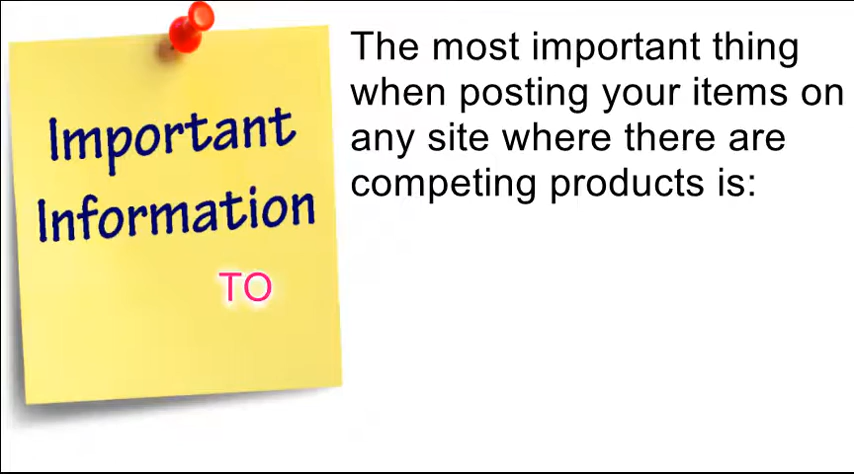 Important
Information
TO
The most important thing
when posting your items on
any site where there are
competing products is: